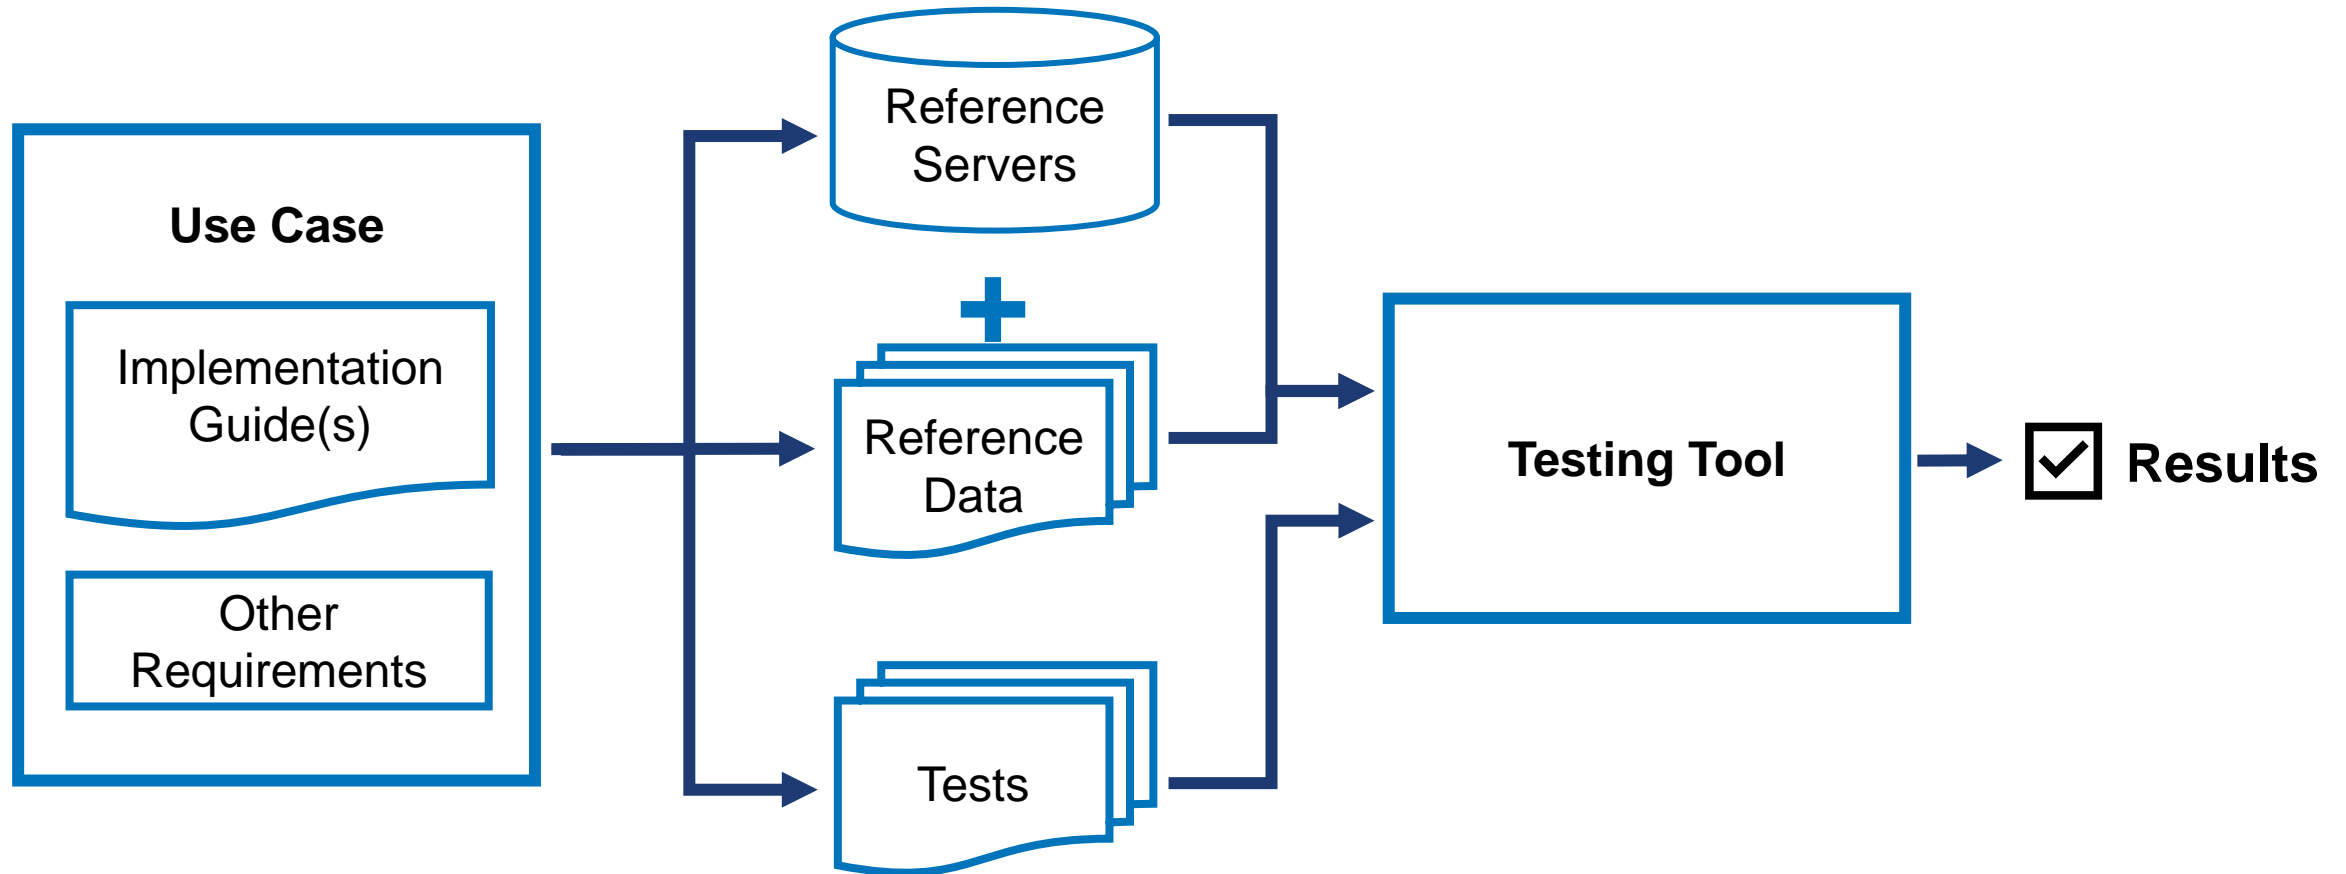 Use Case
Implementation
Guide(s)
Other
Requirements
Reference
Servers
Reference
Data
Tests
Testing Tool
Results